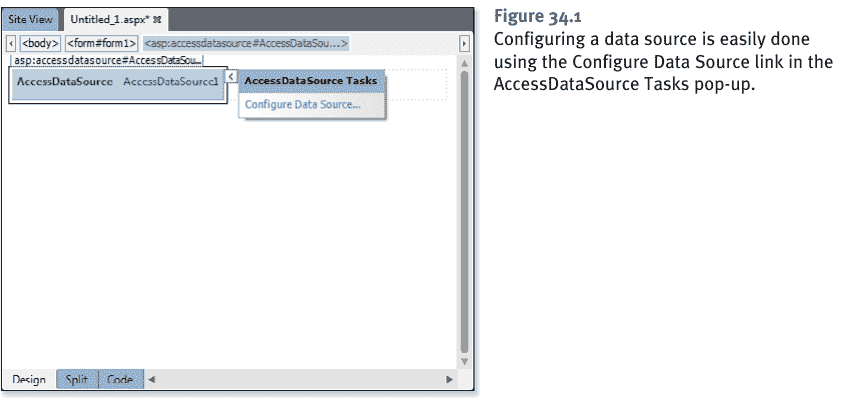 Site View Untitled_1.aspx*
<body> <form#form1> <asp:accessdatasource#AccessDataSou...>
asp:accessdatasource#AccessDataSou...
AccessDataSource AccessDataSource1
AccessDataSource Tasks
Configure Data Source...
Design Split Code
Figure 34.1
Configuring a data source is easily done
using the Configure Data Source link in the
AccessDataSource Tasks pop-up.